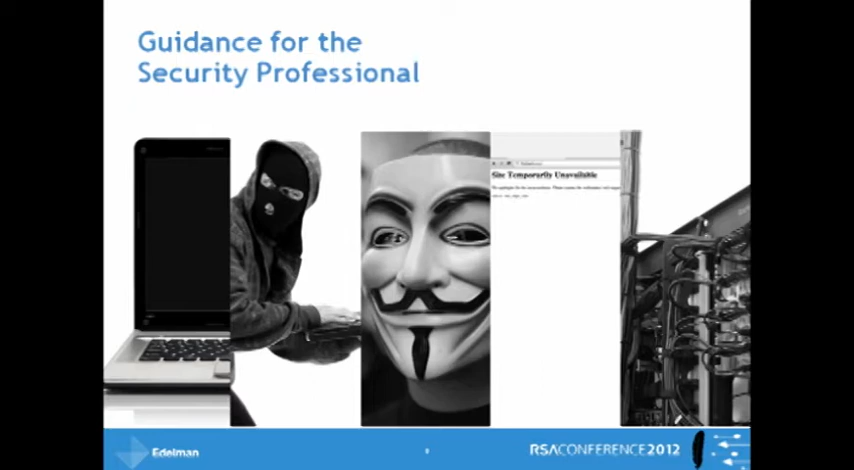 Guidance for the
Security Professional
Site Temporarily Unavailable
Edelman
RSACONFERENCE2012